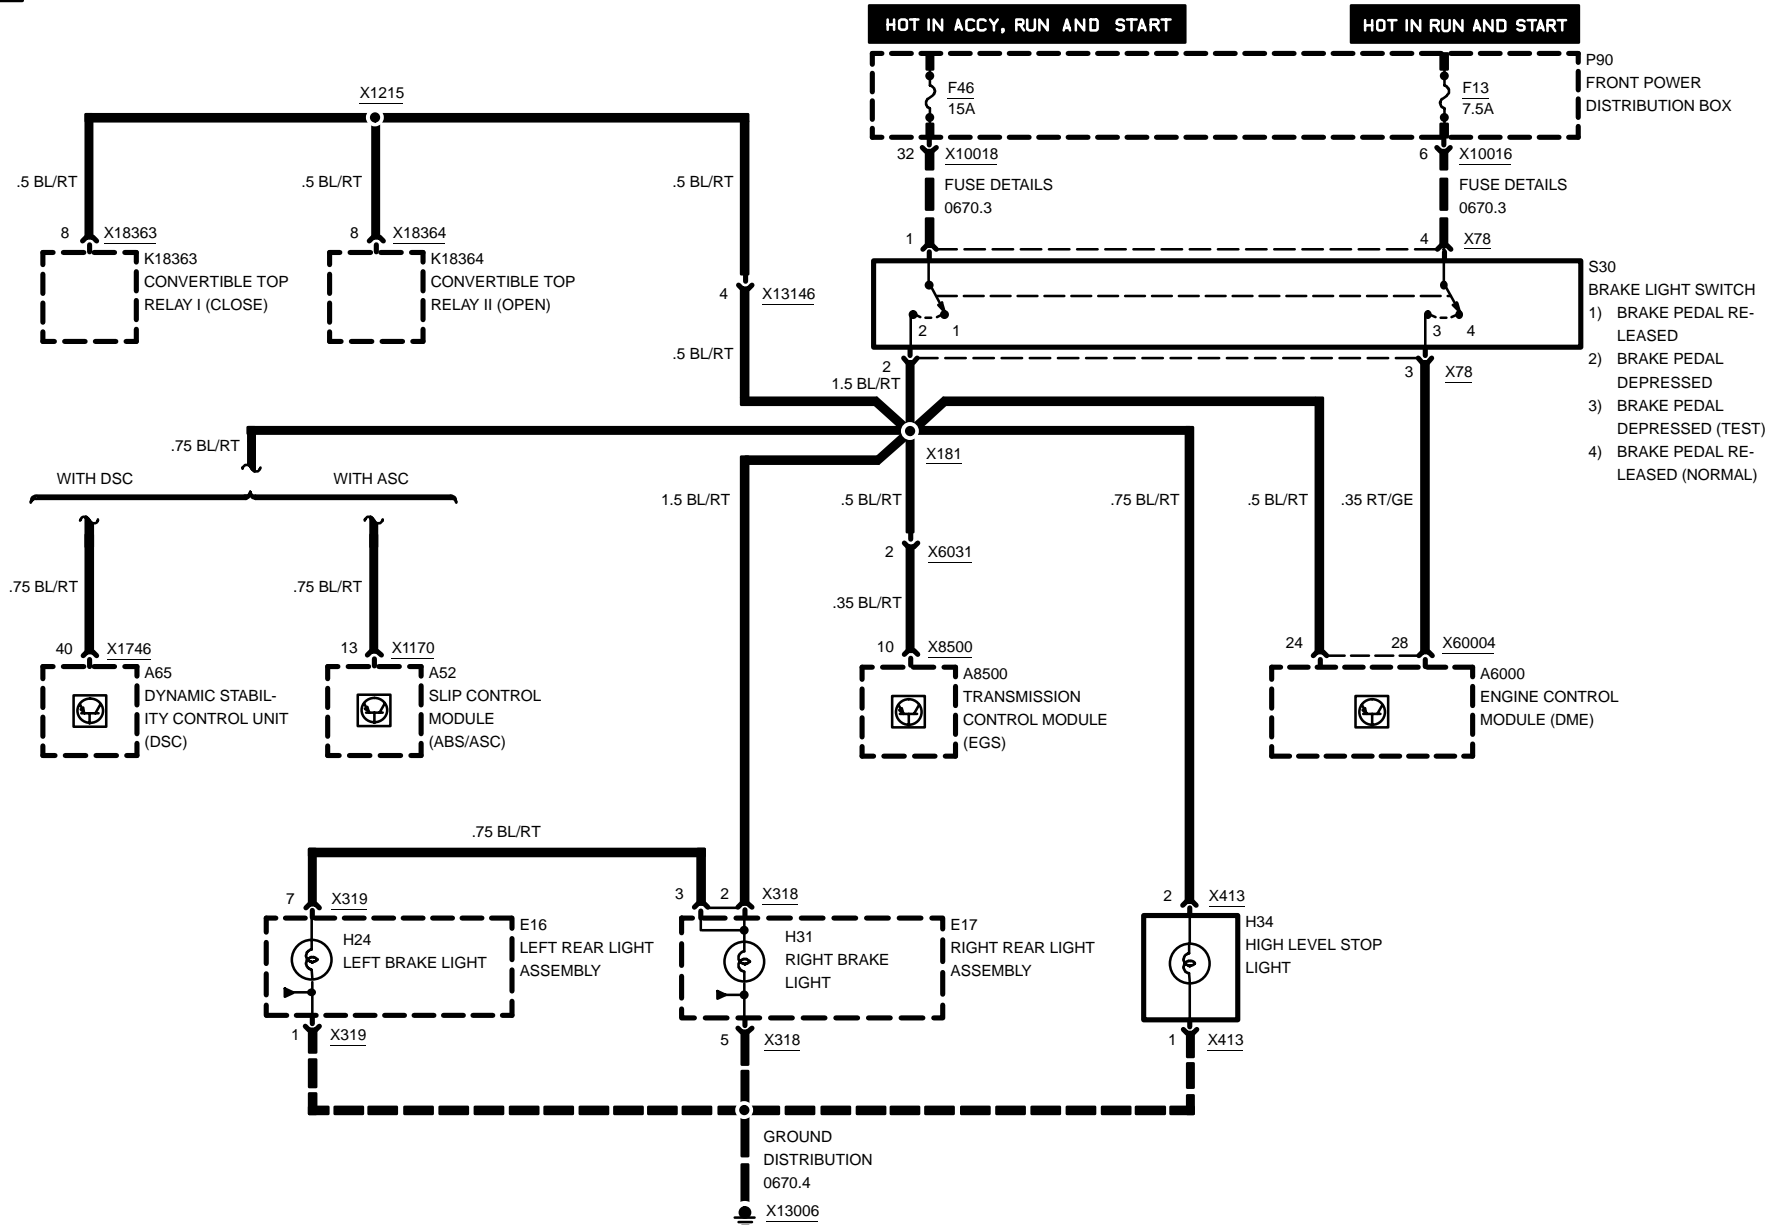 HOT IN ACCY, RUN AND START
HOT IN RUN AND START
P90
FRONT POWER
DISTRIBUTION BOX
F46
15A
F13
7.5A
X1215
32
X10018
6
X10016
FUSE DETAILS
0670.3
FUSE DETAILS
0670.3
.5 BL/RT
.5 BL/RT
.5 BL/RT
8
X18363
8
X18364
1
4
X78
K18363
CONVERTIBLE TOP
RELAY I (CLOSE)
K18364
CONVERTIBLE TOP
RELAY II (OPEN)
4
X13146
S30
BRAKE LIGHT SWITCH
1) BRAKE PEDAL RE-
LEASED
2) BRAKE PEDAL
DEPRESSED
3) BRAKE PEDAL
DEPRESSED (TEST)
4) BRAKE PEDAL RE-
LEASED (NORMAL)
2
1
3
4
.5 BL/RT
2
1.5 BL/RT
3
X78
.75 BL/RT
X181
WITH DSC
WITH ASC
1.5 BL/RT
.5 BL/RT
.75 BL/RT
.5 BL/RT
.35 RT/GE
2
X6031
.75 BL/RT
.75 BL/RT
.35 BL/RT
40
X1746
13
X1170
10
X8500
24
28
X60004
A65
DYNAMIC STABIL-
ITY CONTROL UNIT
(DSC)
A52
SLIP CONTROL
MODULE
(ABS/ASC)
A8500
TRANSMISSION
CONTROL MODULE
(EGS)
A6000
ENGINE CONTROL
MODULE (DME)
.75 BL/RT
7
X319
3
2
X318
2
X413
H24
LEFT BRAKE LIGHT
E16
LEFT REAR LIGHT
ASSEMBLY
H31
RIGHT BRAKE
LIGHT
E17
RIGHT REAR LIGHT
ASSEMBLY
H34
HIGH LEVEL STOP
LIGHT
1
X319
5
X318
1
X413
GROUND
DISTRIBUTION
0670.4
X13006